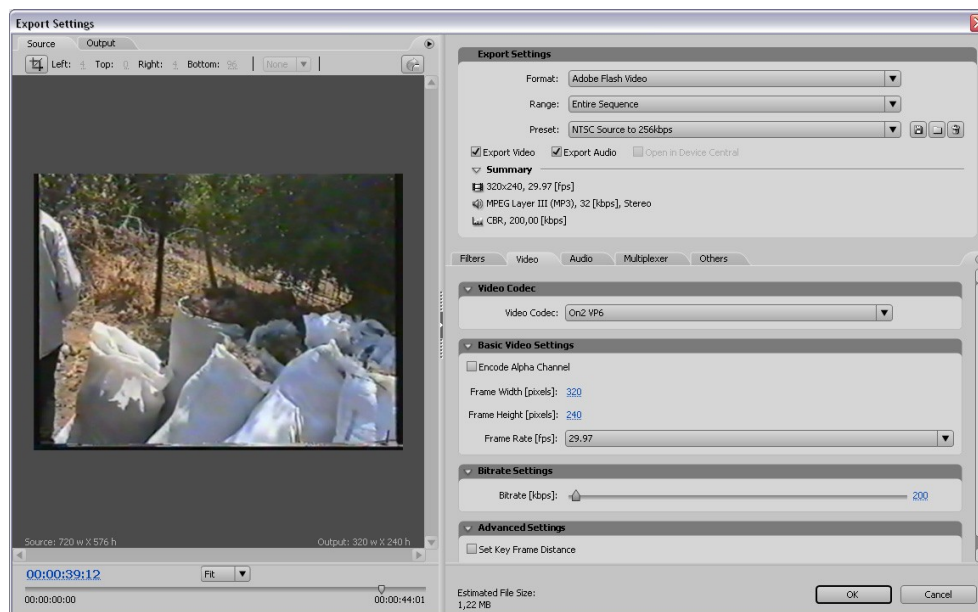 Export Settings
Source Output
Left: 4 Top: 0 Right: 4 Bottom: 96 None
Source: 720 w X 576 h Output: 320 w X 240 h
00:00:39:12 Fit
00:00:00:00 00:00:44:01
Export Settings
Format: Adobe Flash Video
Range: Entire Sequence
Preset: NTSC Source to 256kbps
Export Video Export Audio Open in Device Central
Summary
320x240, 29.97 [fps]
MPEG Layer III (MP3), 32 [kbps], Stereo
CBR, 200,00 [kbps]
Filters Video Audio Multiplexer Others
Video Codec
Video Codec: On2 VP6
Basic Video Settings
Encode Alpha Channel
Frame Width [pixels]: 320
Frame Height [pixels]: 240
Frame Rate [fps]: 29.97
Bitrate Settings
Bitrate [kbps]: 200
Advanced Settings
Set Key Frame Distance
Estimated File Size:
1,22 MB
OK Cancel